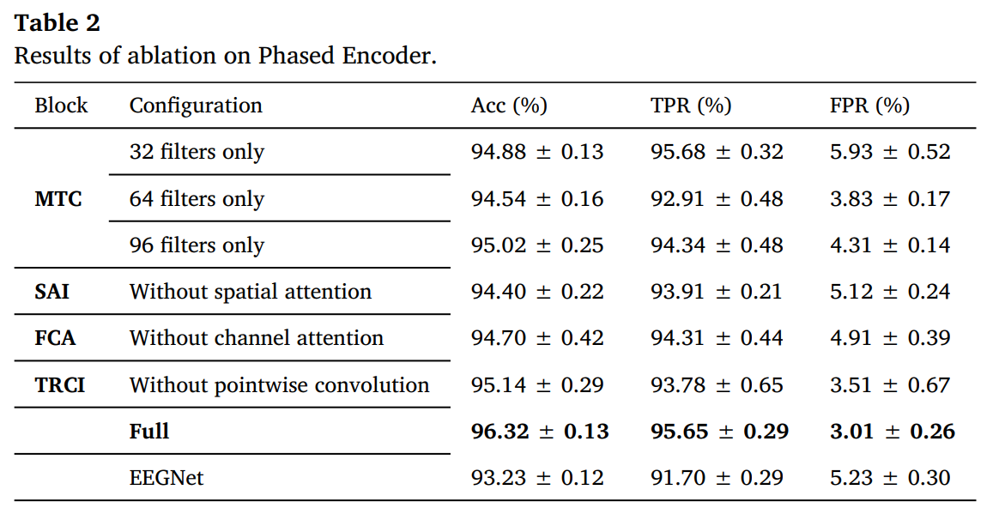 Table 2
Results of ablation on Phased Encoder.
Block Configuration Acc (%) TPR (%) FPR (%)
32 filters only 94.88 ± 0.13 95.68 ± 0.32 5.93 ± 0.52
MTC 64 filters only 94.54 ± 0.16 92.91 ± 0.48 3.83 ± 0.17
96 filters only 95.02 ± 0.25 94.34 ± 0.48 4.31 ± 0.14
SAI Without spatial attention 94.40 ± 0.22 93.91 ± 0.21 5.12 ± 0.24
FCA Without channel attention 94.70 ± 0.42 94.31 ± 0.44 4.91 ± 0.39
TRCI Without pointwise convolution 95.14 ± 0.29 93.78 ± 0.65 3.51 ± 0.67
Full 96.32 ± 0.13 95.65 ± 0.29 3.01 ± 0.26
EEGNet 93.23 ± 0.12 91.70 ± 0.29 5.23 ± 0.30